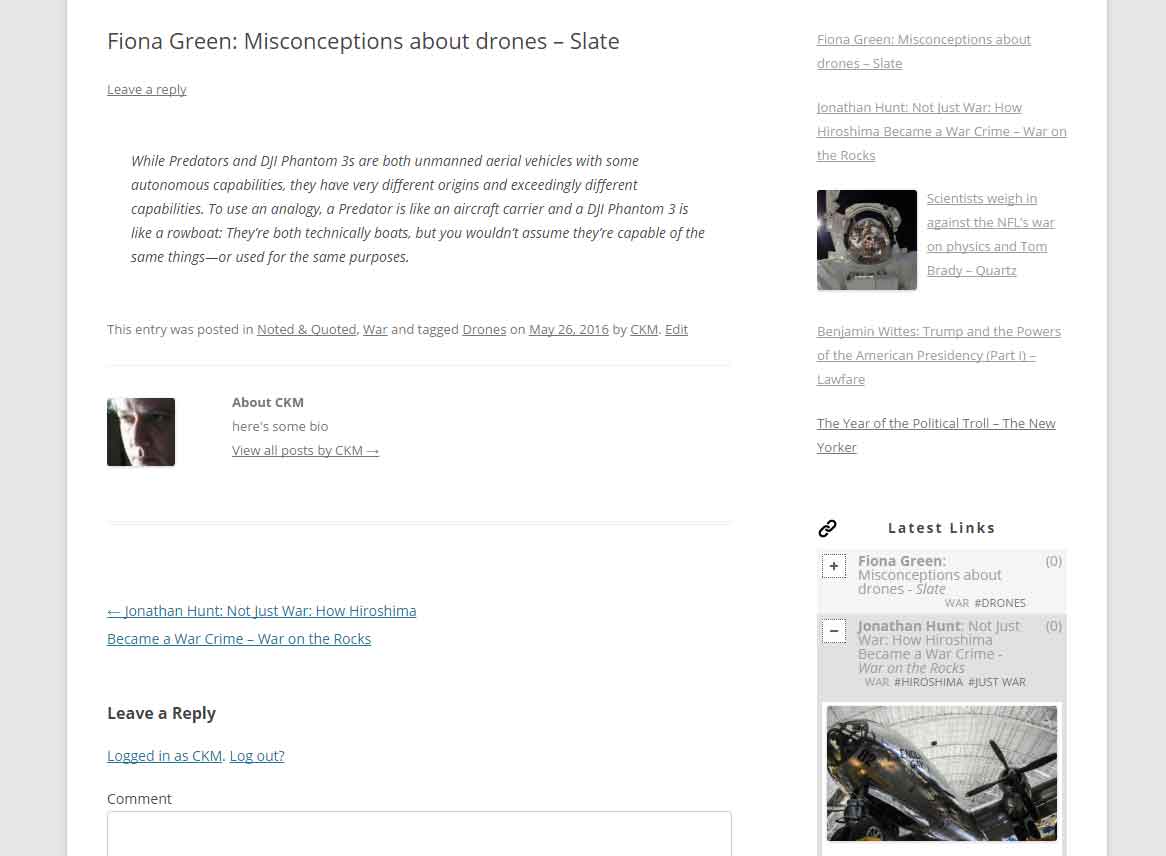 Fiona Green: Misconceptions about drones – Slate
Leave a reply
While Predators and DJI Phantom 3s are both unmanned aerial vehicles with some
autonomous capabilities, they have very different origins and exceedingly different
capabilities. To use an analogy, a Predator is like an aircraft carrier and a DJI Phantom 3 is
like a rowboat: They're both technically boats, but you wouldn't assume they're capable of the
same things—or used for the same purposes.
This entry was posted in Noted & Quoted, War and tagged Drones on May 26, 2016 by CKM. Edit
About CKM
here's some bio
View all posts by CKM →
← Jonathan Hunt: Not Just War: How Hiroshima
Became a War Crime – War on the Rocks
Leave a Reply
Logged in as CKM. Log out?
Comment
Fiona Green: Misconceptions about
drones – Slate
Jonathan Hunt: Not Just War: How
Hiroshima Became a War Crime – War on
the Rocks
Scientists weigh in
against the NFL's war
on physics and Tom
Brady – Quartz
Benjamin Wittes: Trump and the Powers
of the American Presidency (Part I) –
Lawfare
The Year of the Political Troll – The New
Yorker
Latest Links
+ Fiona Green: (0)
Misconceptions about
drones - Slate
WAR #DRONES
− Jonathan Hunt: Not Just (0)
War: How Hiroshima
Became a War Crime -
War on the Rocks
WAR #HIROSHIMA #JUST WAR
82
ENOLA
GAY